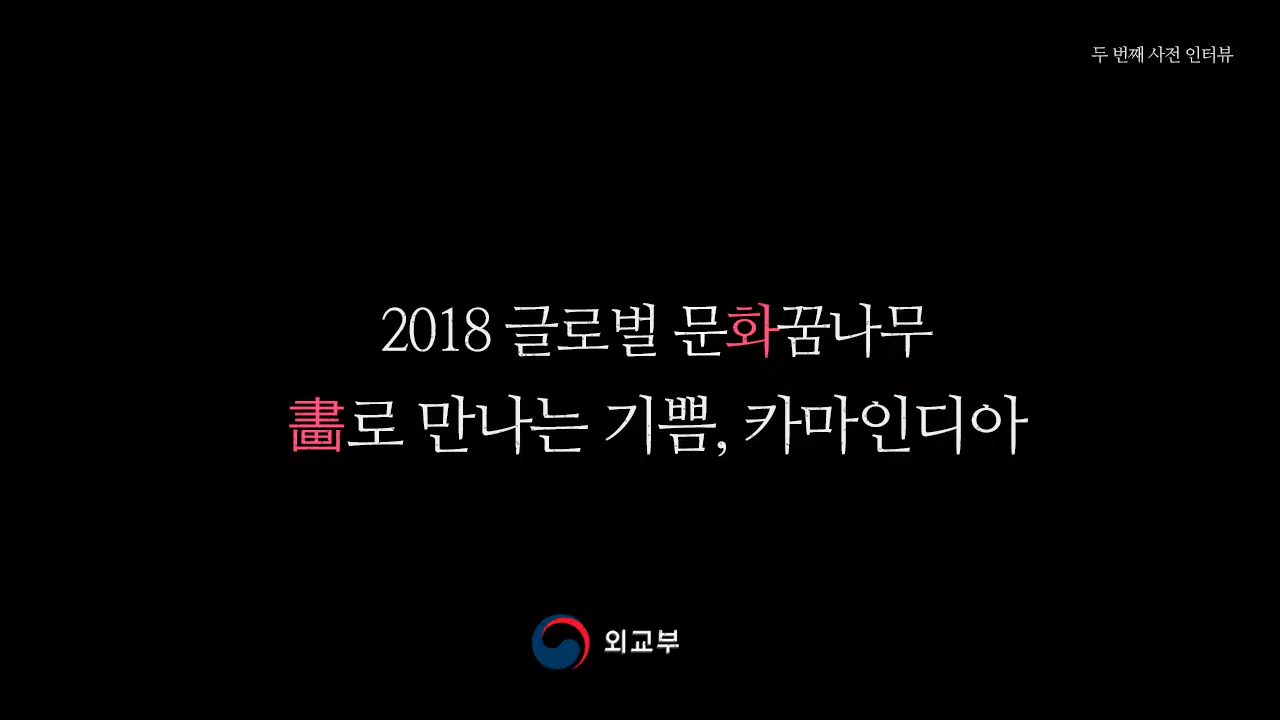 두 번째 사전 인터뷰
2018 글로벌 문화꿈나무
畵로 만나는 기쁨, 카마인디아
외교부